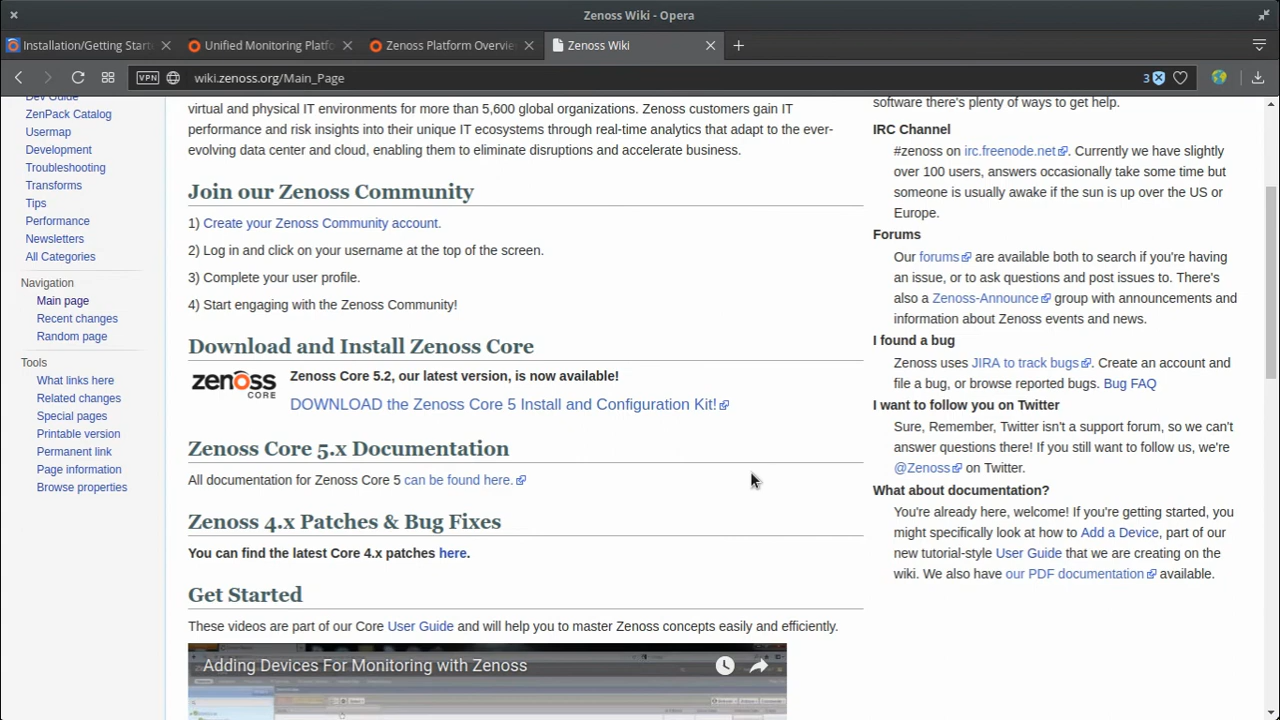 Zenoss Wiki - Opera
Installation/Getting Start
Unified Monitoring Platfo
Zenoss Platform Overvie
Zenoss Wiki
VPN
wiki.zenoss.org/Main_Page
3
Dev Guide
ZenPack Catalog
Usermap
Development
Troubleshooting
Transforms
Tips
Performance
Newsletters
All Categories
Navigation
Main page
Recent changes
Random page
Tools
What links here
Related changes
Special pages
Printable version
Permanent link
Page information
Browse properties
virtual and physical IT environments for more than 5,600 global organizations. Zenoss customers gain IT
performance and risk insights into their unique IT ecosystems through real-time analytics that adapt to the ever-
evolving data center and cloud, enabling them to eliminate disruptions and accelerate business.
Join our Zenoss Community
1) Create your Zenoss Community account.
2) Log in and click on your username at the top of the screen.
3) Complete your user profile.
4) Start engaging with the Zenoss Community!
Download and Install Zenoss Core
zenoss
CORE
Zenoss Core 5.2, our latest version, is now available!
DOWNLOAD the Zenoss Core 5 Install and Configuration Kit!
Zenoss Core 5.x Documentation
All documentation for Zenoss Core 5 can be found here.
Zenoss 4.x Patches & Bug Fixes
You can find the latest Core 4.x patches here.
Get Started
These videos are part of our Core User Guide and will help you to master Zenoss concepts easily and efficiently.
Adding Devices For Monitoring with Zenoss
software there's plenty of ways to get help.
IRC Channel
#zenoss on irc.freenode.net. Currently we have slightly
over 100 users, answers occasionally take some time but
someone is usually awake if the sun is up over the US or
Europe.
Forums
Our forums are available both to search if you're having
an issue, or to ask questions and post issues to. There's
also a Zenoss-Announce group with announcements and
information about Zenoss events and news.
I found a bug
Zenoss uses JIRA to track bugs. Create an account and
file a bug, or browse reported bugs. Bug FAQ
I want to follow you on Twitter
Sure, Remember, Twitter isn't a support forum, so we can't
answer questions there! If you still want to follow us, we're
@Zenoss on Twitter.
What about documentation?
You're already here, welcome! If you're getting started, you
might specifically look at how to Add a Device, part of our
new tutorial-style User Guide that we are creating on the
wiki. We also have our PDF documentation available.